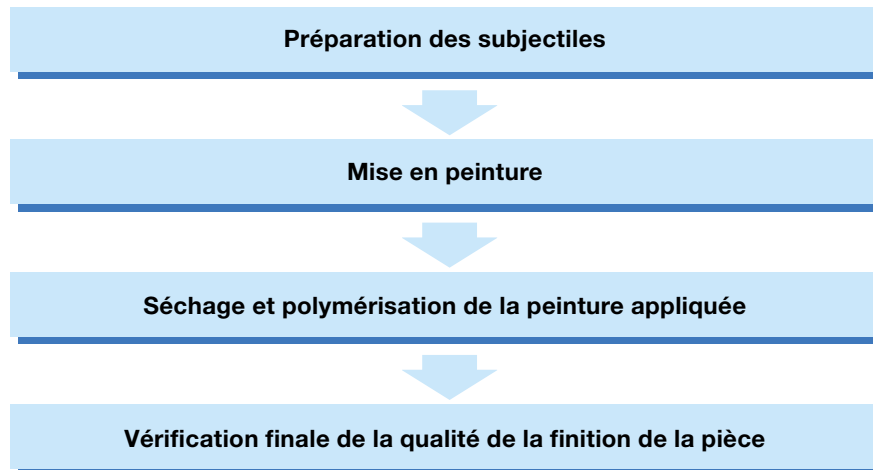 Préparation des subjectiles
Mise en peinture
Séchage et polymérisation de la peinture appliquée
Vérification finale de la qualité de la finition de la pièce